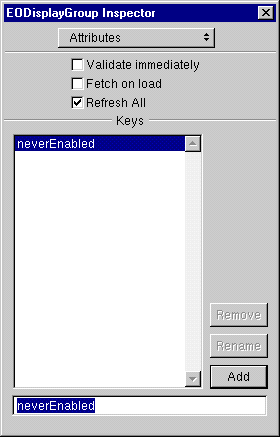 EODisplayGroup Inspector
Attributes
Validate immediately
Fetch on load
Refresh All
Keys
neverEnabled
Remove
Rename
Add
neverEnabled